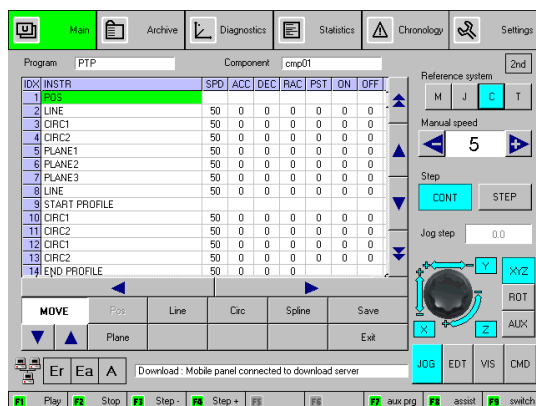 Main Archive Diagnostics Statistics Chronology Settings
Program PTP Component cmp01 2nd
Reference system
M J C T
Manual speed
5
Step
CONT STEP
Jog step 0.0
Y XYZ
ROT
X Z AUX
JOG EDT VIS CMD
IDX INSTR SPD ACC DEC RAC PST ON OFF
1 POS
2 LINE 50 0 0 0 0 0 0
3 CIRC1 50 0 0 0 0 0 0
4 CIRC2 50 0 0 0 0 0 0
5 PLANE1 50 0 0 0 0 0 0
6 PLANE2 50 0 0 0 0 0 0
7 PLANE3 50 0 0 0 0 0 0
8 LINE 50 0 0 0 0 0 0
9 START PROFILE
10 CIRC1 50 0 0 0 0 0 0
11 CIRC2 50 0 0 0 0 0 0
12 CIRC1 50 0 0 0 0 0 0
13 CIRC2 50 0 0 0 0 0 0
14 END PROFILE 50 0 0 0
MOVE Pos Line Circ Spline Save
Plane Exit
Er Ea A Download : Mobile panel connected to download server
F1 Play F2 Stop F3 Step - F4 Step + F5 F6 F7 aux prg F8 assist F9 switch